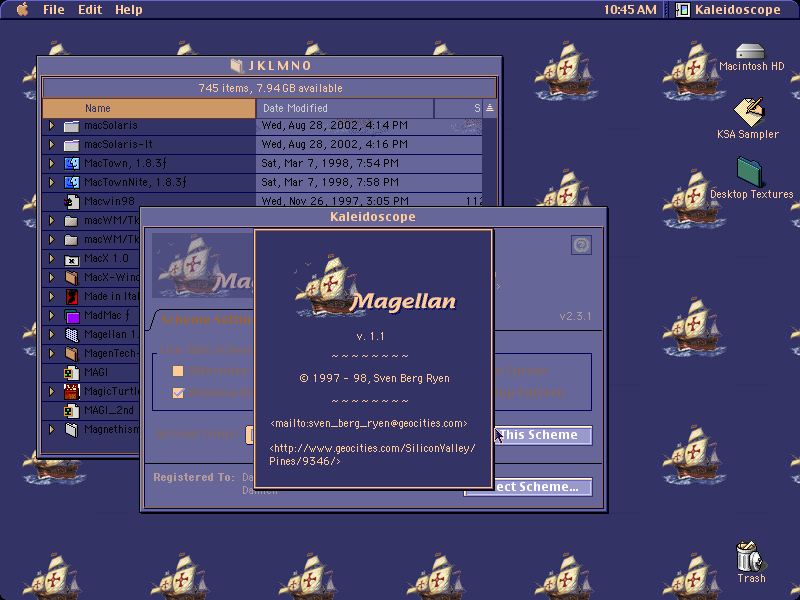 File Edit Help
10:45 AM
Kaleidoscope
JKLMNO
745 items, 7.94 GB available
Name
Date Modified
S
macSolaris
Wed, Aug 28, 2002, 4:14 PM
macSolaris-lt
Wed, Aug 28, 2002, 4:16 PM
MacTown, 1.8.3ƒ
Sat, Mar 7, 1998, 7:54 PM
MacTownNite, 1.8.3ƒ
Sat, Mar 7, 1998, 7:58 PM
Macwin98
Wed, Nov 26, 1997, 3:05 PM
112
macWM/Tk
macWM/Tk
MacX 1.0
MacX-Wind
Made in Ital
MadMac ƒ
Magellan 1.
MagenTech-
MAGI
MagicTurtle
MAGI_2nd
Magnethism
Kaleidoscope
Magellan
v. 1.1
~ ~ ~ ~ ~ ~ ~ ~
© 1997 - 98, Sven Berg Ryen
~ ~ ~ ~ ~ ~ ~ ~
<mailto:sven_berg_ryen@geocities.com>
<http://www.geocities.com/SiliconValley/
Pines/9346/>
Mag
v2.3.1
This Scheme
Registered To:
ect Scheme...
Macintosh HD
KSA Sampler
Desktop Textures
Trash